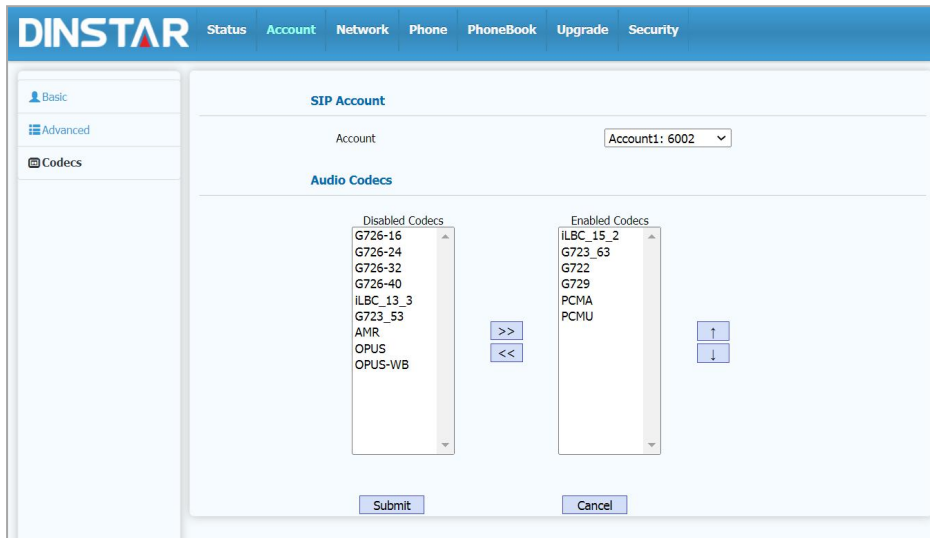 DINSTAR Status Account Network Phone PhoneBook Upgrade Security
Basic
Advanced
Codecs
SIP Account
Account Account1: 6002
Audio Codecs
Disabled Codecs
G726-16
G726-24
G726-32
G726-40
iLBC_13_3
G723_53
AMR
OPUS
OPUS-WB
>>
<<
Enabled Codecs
iLBC_15_2
G723_63
G722
G729
PCMA
PCMU
↑
↓
Submit Cancel